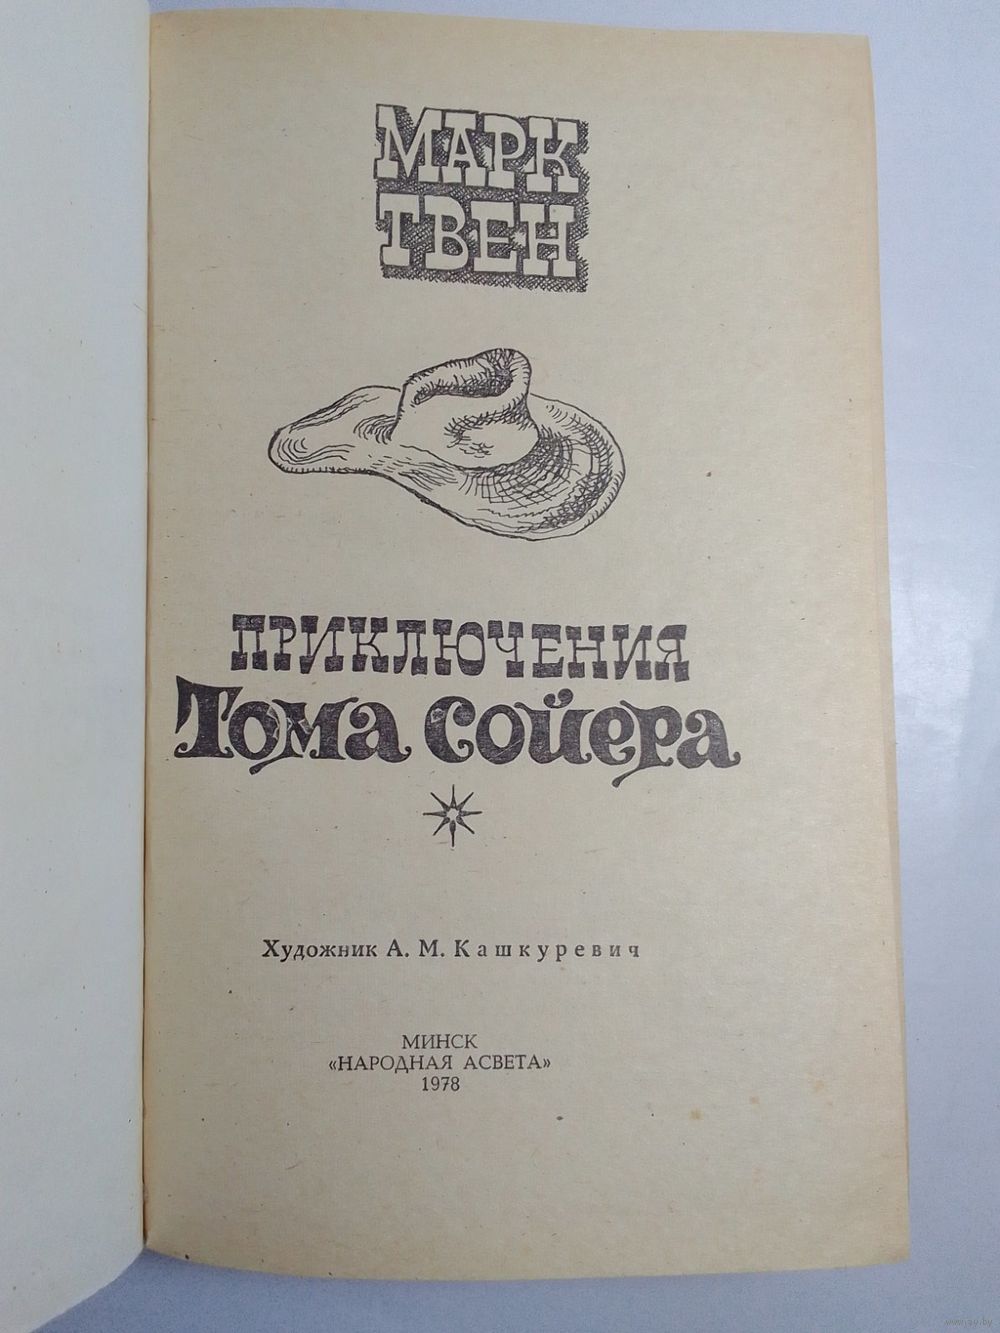 МАРК
ТВЕН
ПРИКЛЮЧЕНИЯ
Тома Сойера
Художник А. М. Кашкуревич
МИНСК
«НАРОДНАЯ АСВЕТА»
1978